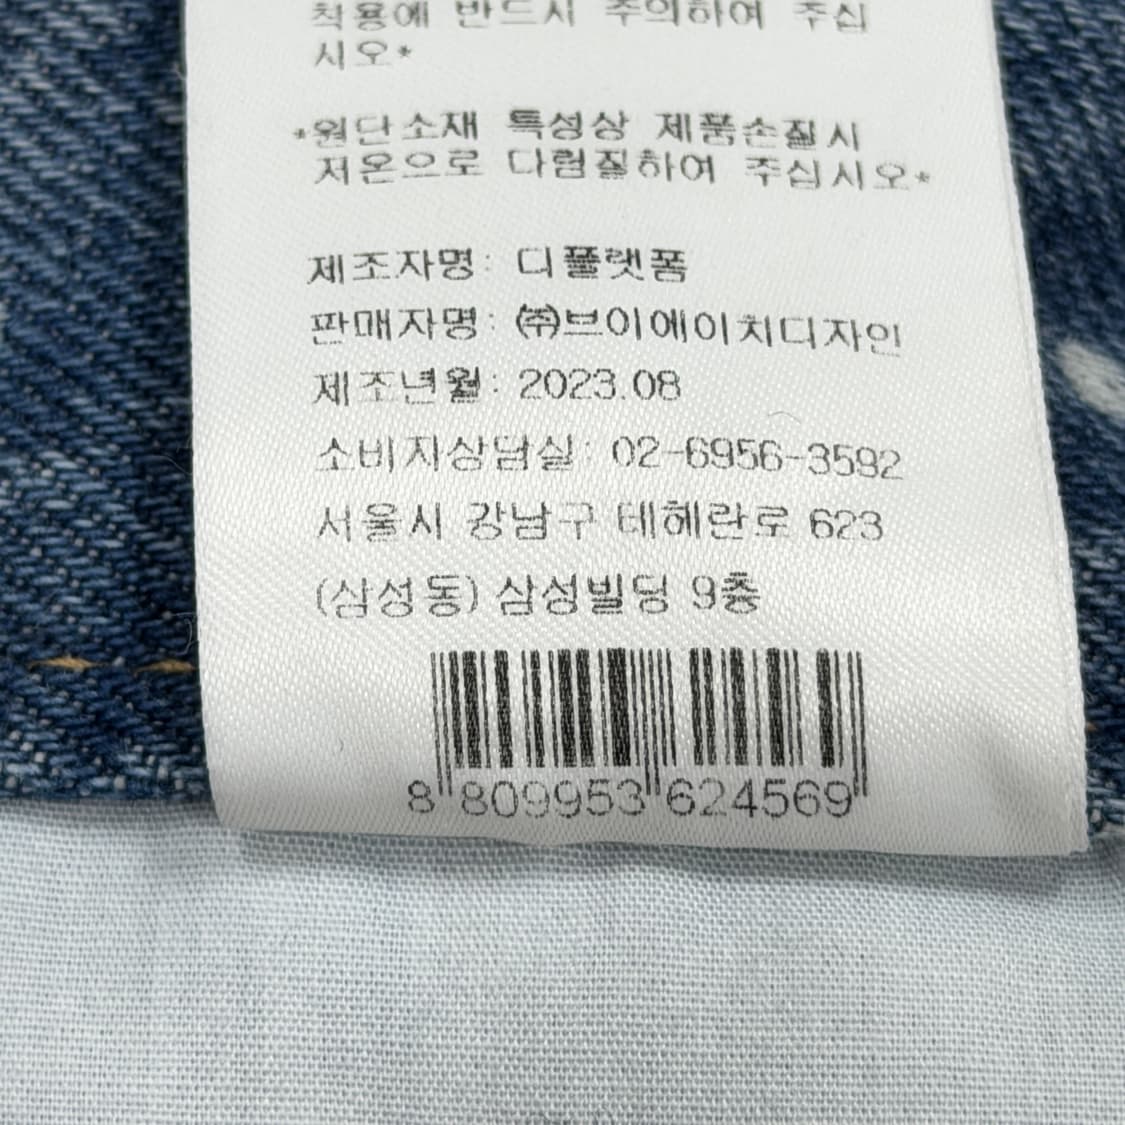 착용에 반드시 주의하여 주십
시오*
*원단소재 특성상 제품손질시
저온으로 다림질하여 주십시오*
제조자명: 디플랫폼
판매자명: ㈜브이에이치디자인
제조년월: 2023.08
소비자상담실: 02-6956-3592
서울시 강남구 테헤란로 623
(삼성동) 삼성빌딩 9층
8 809953 624569